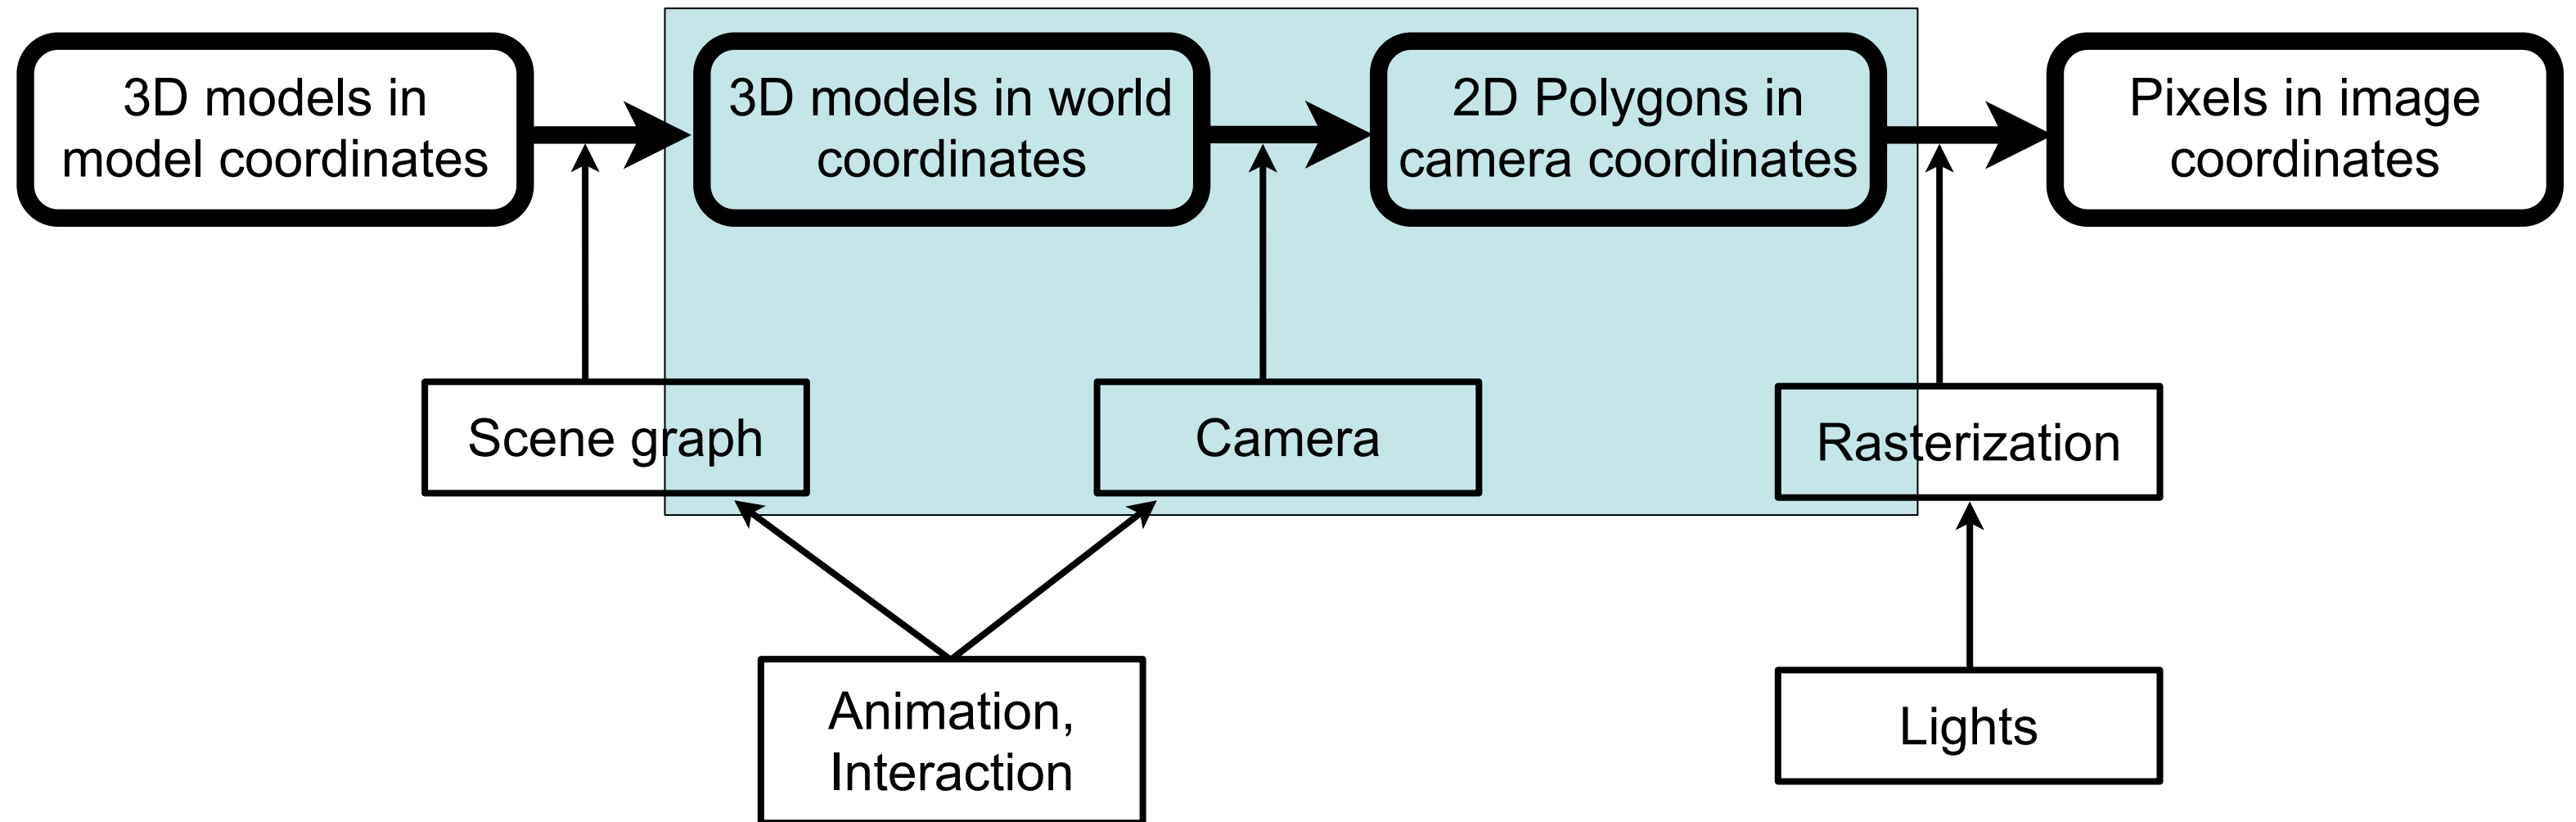 3D models in
model coordinates
3D models in world
coordinates
2D Polygons in
camera coordinates
Pixels in image
coordinates
Scene graph
Camera
Rasterization
Animation,
Interaction
Lights